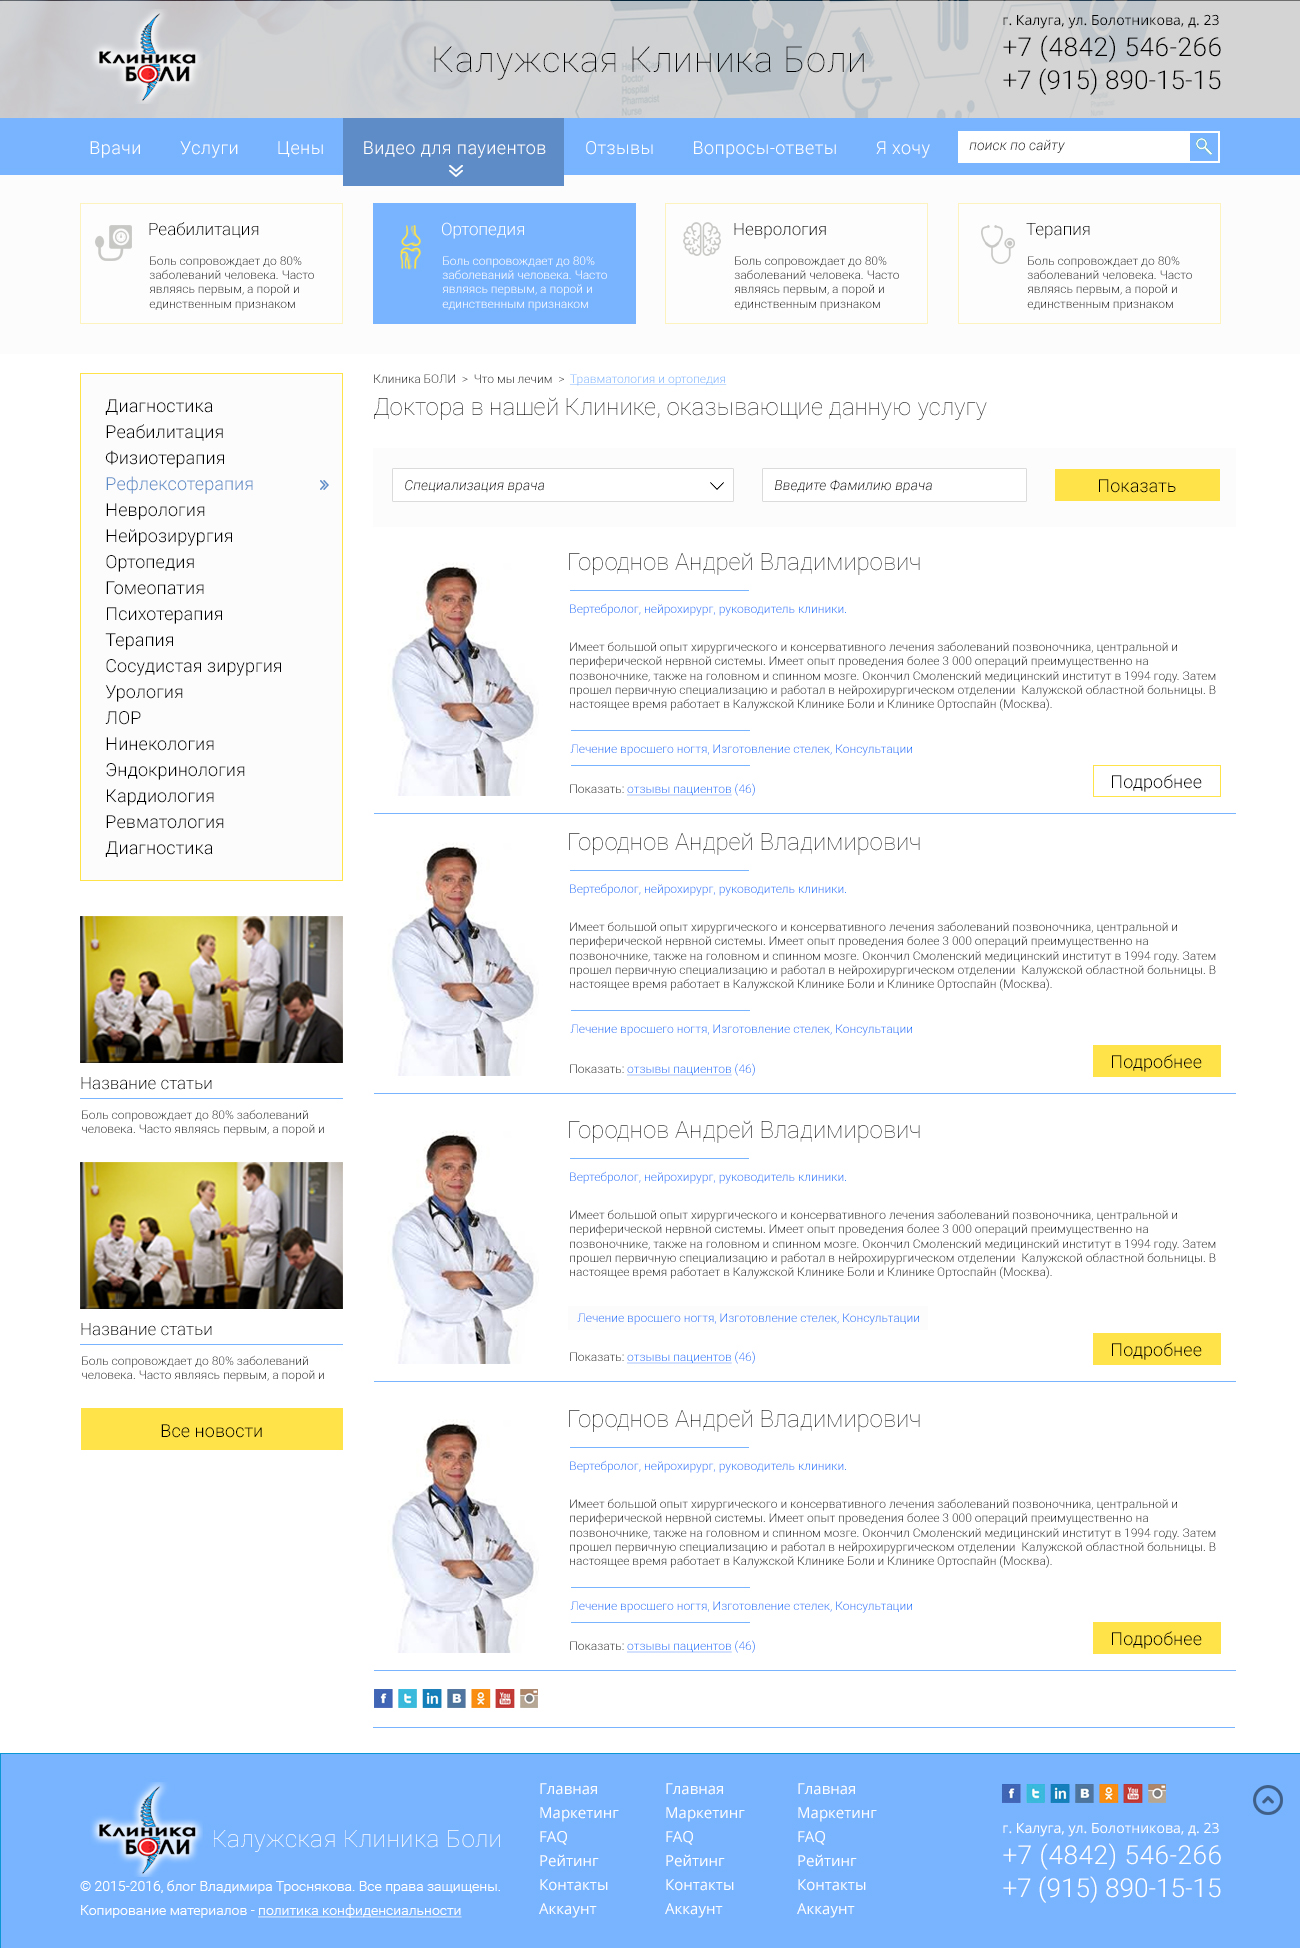 Клиника
БОЛИ
Калужская Клиника Боли
г. Калуга, ул. Болотникова, д. 23
+7 (4842) 546-266
+7 (915) 890-15-15
Doctor
Hospital
Pharmacist
Nurse
Врачи Услуги Цены Видео для пауиентов Отзывы Вопросы-ответы Я хочу поиск по сайту
Реабилитация
Боль сопровождает до 80%
заболеваний человека. Часто
являясь первым, а порой и
единственным признаком
Ортопедия
Боль сопровождает до 80%
заболеваний человека. Часто
являясь первым, а порой и
единственным признаком
Неврология
Боль сопровождает до 80%
заболеваний человека. Часто
являясь первым, а порой и
единственным признаком
Терапия
Боль сопровождает до 80%
заболеваний человека. Часто
являясь первым, а порой и
единственным признаком
Диагностика
Реабилитация
Физиотерапия
Рефлексотерапия »
Неврология
Нейрозиругия
Ортопедия
Гомеопатия
Психотерапия
Терапия
Сосудистая зирургия
Урология
ЛОР
Нинекология
Эндокринология
Кардиология
Ревматология
Диагностика
Название статьи
Боль сопровождает до 80% заболеваний
человека. Часто являясь первым, а порой и
Название статьи
Боль сопровождает до 80% заболеваний
человека. Часто являясь первым, а порой и
Все новости
Клиника БОЛИ > Что мы лечим > Травматология и ортопедия
Доктора в нашей Клинике, оказывающие данную услугу
Специализация врача Введите Фамилию врача Показать
Городнов Андрей Владимирович
Вертебролог, нейрохирург, руководитель клиники.
Имеет большой опыт хирургического и консервативного лечения заболеваний позвоночника, центральной и
периферической нервной системы. Имеет опыт проведения более 3 000 операций преимущественно на
позвоночнике, также на головном и спинном мозге. Окончил Смоленский медицинский институт в 1994 году. Затем
прошел первичную специализацию и работал в нейрохирургическом отделении Калужской областной больницы. В
настоящее время работает в Калужской Клинике Боли и Клинике Ортоспайн (Москва).
Лечение вросшего ногтя, Изготовление стелек, Консультации
Показать: отзывы пациентов (46)
Подробнее
Городнов Андрей Владимирович
Вертебролог, нейрохирург, руководитель клиники.
Имеет большой опыт хирургического и консервативного лечения заболеваний позвоночника, центральной и
периферической нервной системы. Имеет опыт проведения более 3 000 операций преимущественно на
позвоночнике, также на головном и спинном мозге. Окончил Смоленский медицинский институт в 1994 году. Затем
прошел первичную специализацию и работал в нейрохирургическом отделении Калужской областной больницы. В
настоящее время работает в Калужской Клинике Боли и Клинике Ортоспайн (Москва).
Лечение вросшего ногтя, Изготовление стелек, Консультации
Показать: отзывы пациентов (46)
Подробнее
Городнов Андрей Владимирович
Вертебролог, нейрохирург, руководитель клиники.
Имеет большой опыт хирургического и консервативного лечения заболеваний позвоночника, центральной и
периферической нервной системы. Имеет опыт проведения более 3 000 операций преимущественно на
позвоночнике, также на головном и спинном мозге. Окончил Смоленский медицинский институт в 1994 году. Затем
прошел первичную специализацию и работал в нейрохирургическом отделении Калужской областной больницы. В
настоящее время работает в Калужской Клинике Боли и Клинике Ортоспайн (Москва).
Лечение вросшего ногтя, Изготовление стелек, Консультации
Показать: отзывы пациентов (46)
Подробнее
Городнов Андрей Владимирович
Вертебролог, нейрохирург, руководитель клиники.
Имеет большой опыт хирургического и консервативного лечения заболеваний позвоночника, центральной и
периферической нервной системы. Имеет опыт проведения более 3 000 операций преимущественно на
позвоночнике, также на головном и спинном мозге. Окончил Смоленский медицинский институт в 1994 году. Затем
прошел первичную специализацию и работал в нейрохирургическом отделении Калужской областной больницы. В
настоящее время работает в Калужской Клинике Боли и Клинике Ортоспайн (Москва).
Лечение вросшего ногтя, Изготовление стелек, Консультации
Показать: отзывы пациентов (46)
Подробнее
f t in B You
Клиника
БОЛИ
Калужская Клиника Боли
© 2015-2016, блог Владимира Троснякова. Все права защищены.
Копирование материалов - политика конфиденсиальности
Главная
Маркетинг
FAQ
Рейтинг
Контакты
Аккаунт
Главная
Маркетинг
FAQ
Рейтинг
Контакты
Аккаунт
Главная
Маркетинг
FAQ
Рейтинг
Контакты
Аккаунт
f t in B You
г. Калуга, ул. Болотникова, д. 23
+7 (4842) 546-266
+7 (915) 890-15-15